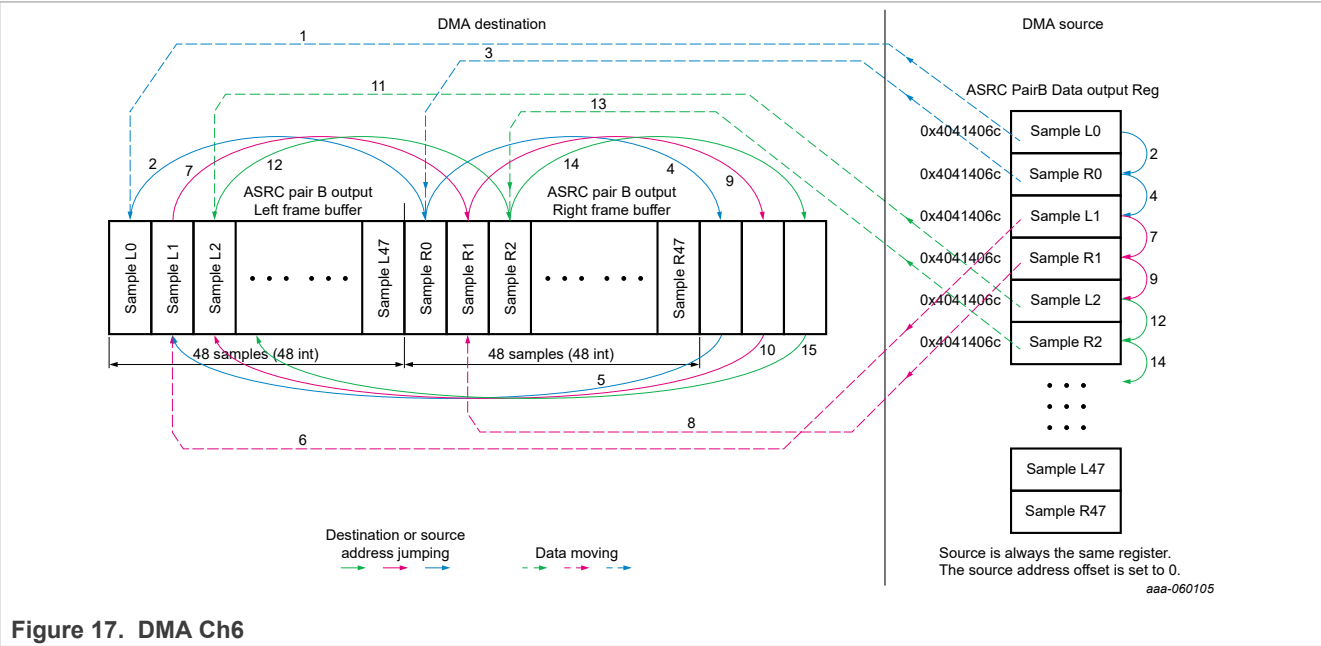 DMA destination
DMA source
1
3
11
13
ASRC PairB Data output Reg
0x4041406c
Sample L0
2
0x4041406c
Sample R0
4
0x4041406c
Sample L1
7
0x4041406c
Sample R1
9
0x4041406c
Sample L2
12
0x4041406c
Sample R2
14
2
7
12
14
4
9
ASRC pair B output
Left frame buffer
ASRC pair B output
Right frame buffer
Sample L0
Sample L1
Sample L2
Sample L47
Sample R0
Sample R1
Sample R2
Sample R47
48 samples (48 int)
48 samples (48 int)
10
15
5
8
6
Sample L47
Sample R47
Destination or source
address jumping
Data moving
Source is always the same register.
The source address offset is set to 0.
aaa-060105
Figure 17. DMA Ch6